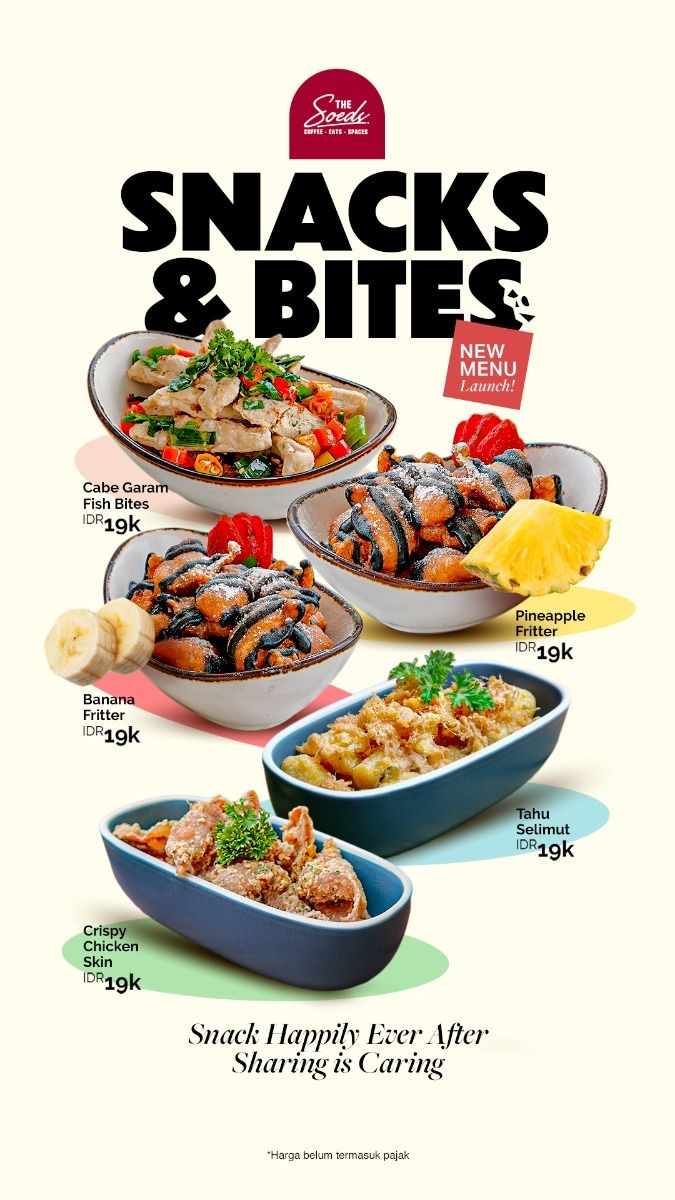 THE
Soeds
COFFEE • EATS • SPACES
SNACKS
& BITES
NEW
MENU
Launch!
Cabe Garam
Fish Bites
IDR19k
Pineapple
Fritter
IDR19k
Banana
Fritter
IDR19k
Tahu
Selimut
IDR19k
Crispy
Chicken
Skin
IDR19k
Snack Happily Ever After
Sharing is Caring
*Harga belum termasuk pajak